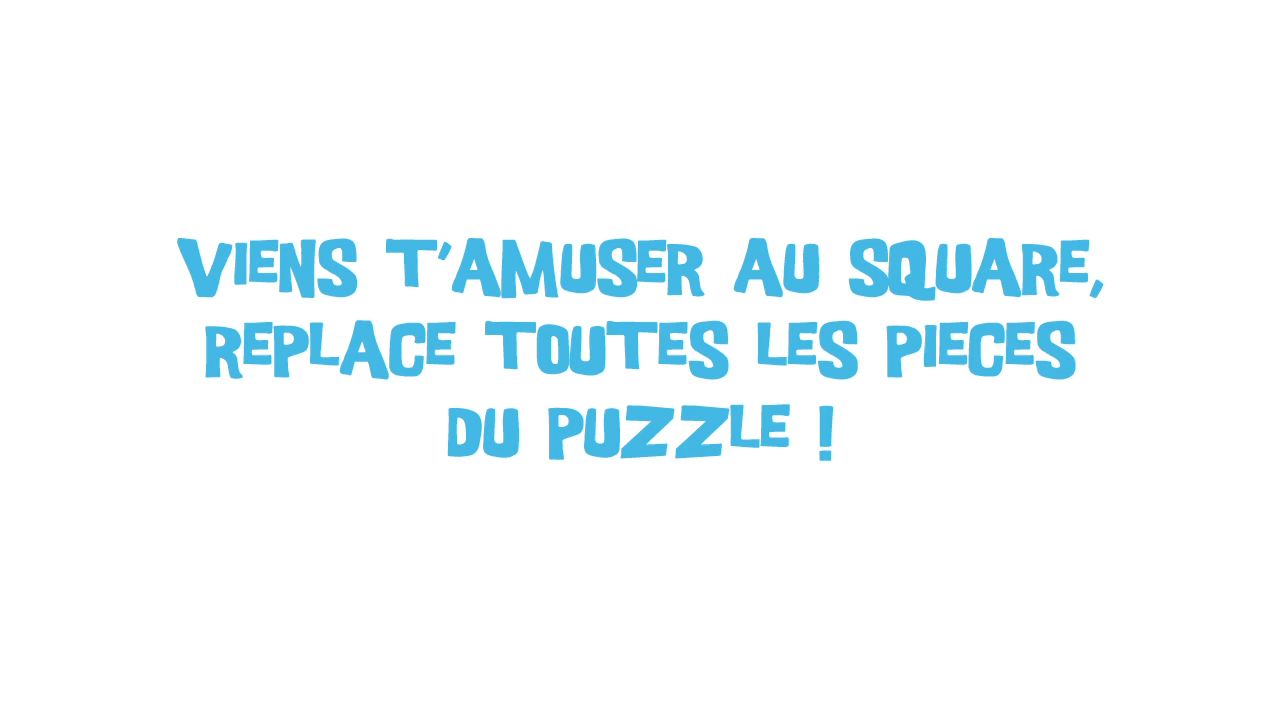 VIENS T'AMUSER AU SQUARE,
REPLACE TOUTES LES PIECES
DU PUZZLE !